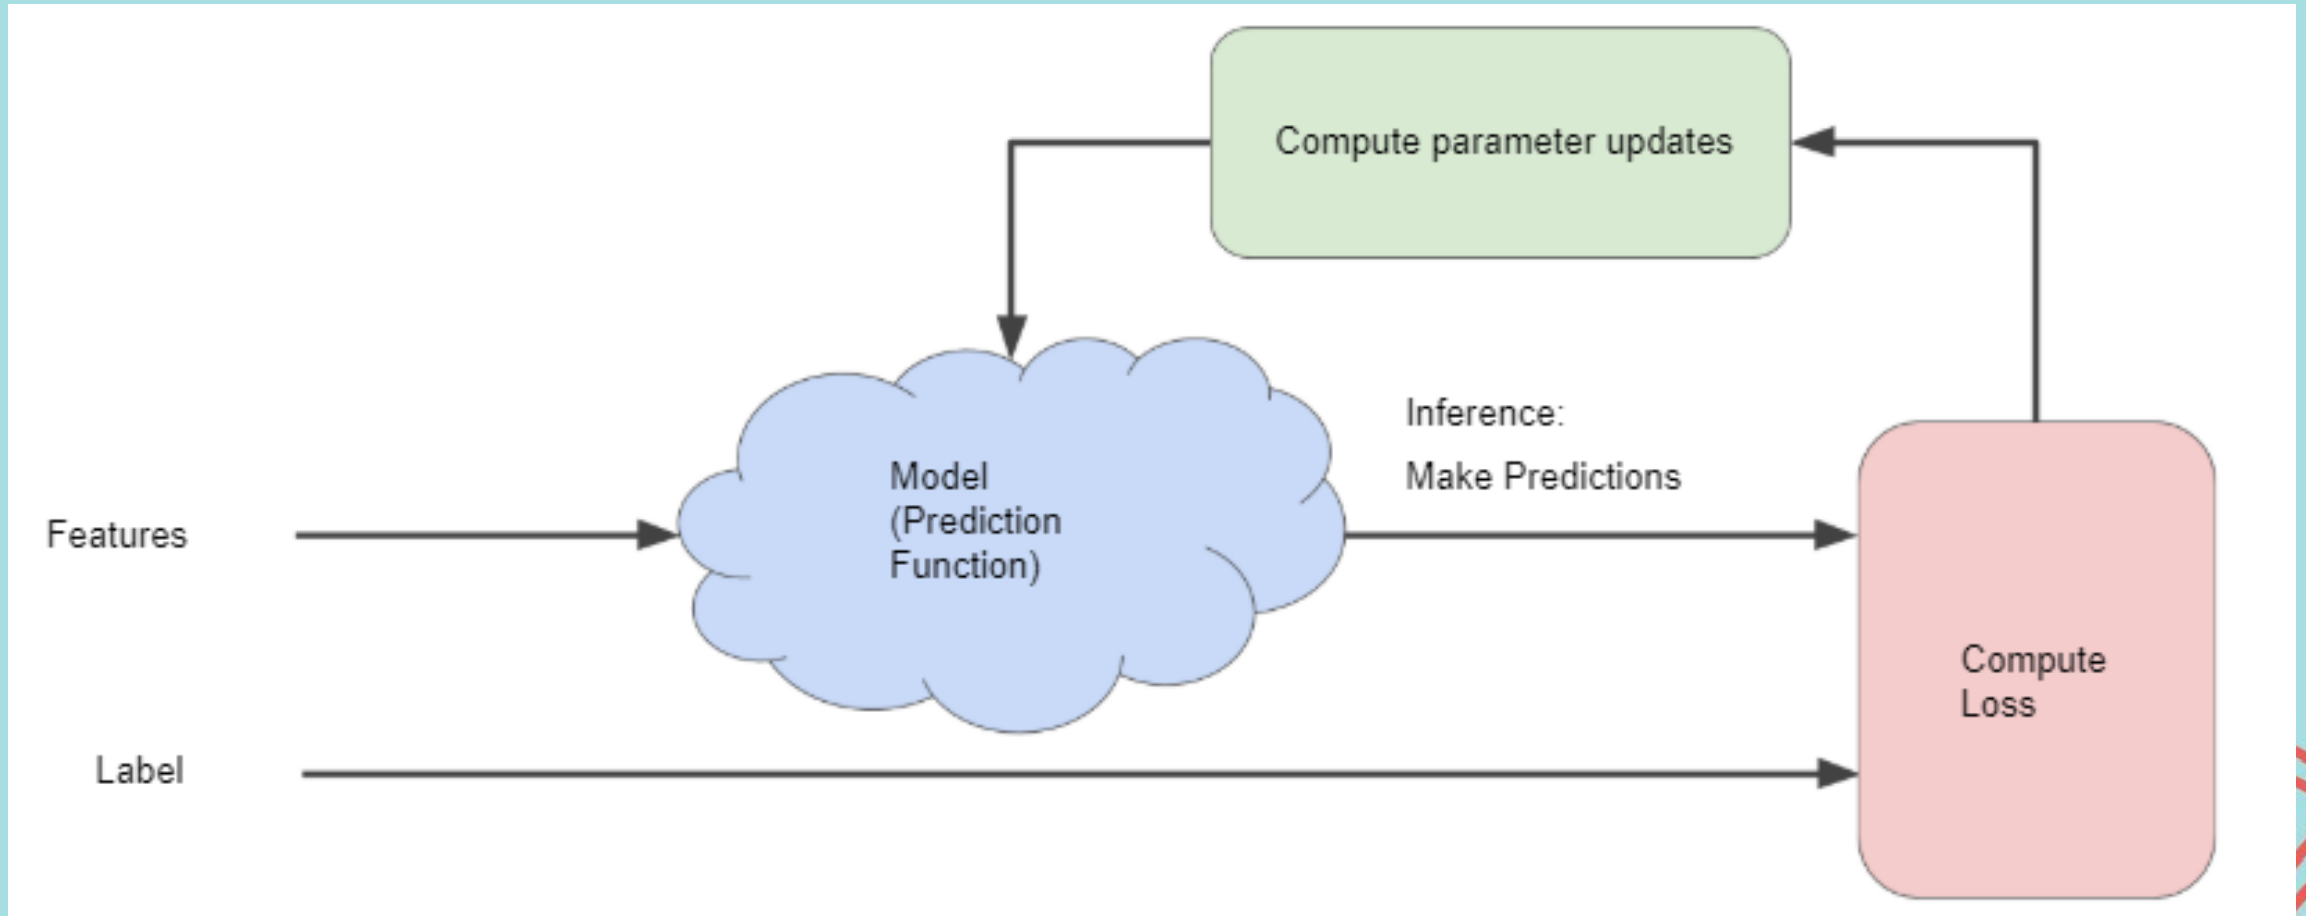 Compute parameter updates
Inference:
Make Predictions
Model
(Prediction
Function)
Features
Compute
Loss
Label